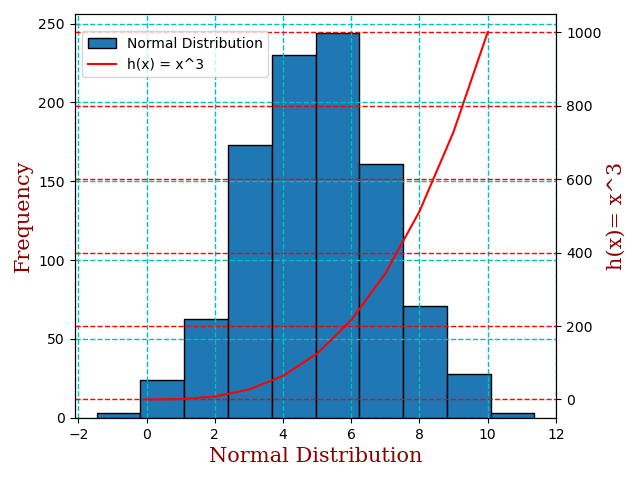 250
200
150
100
50
0
Frequency
Normal Distribution
h(x) = x^3
1000
800
600
400
200
0
h(x)= x^3
−2 0 2 4 6 8 10 12
Normal Distribution